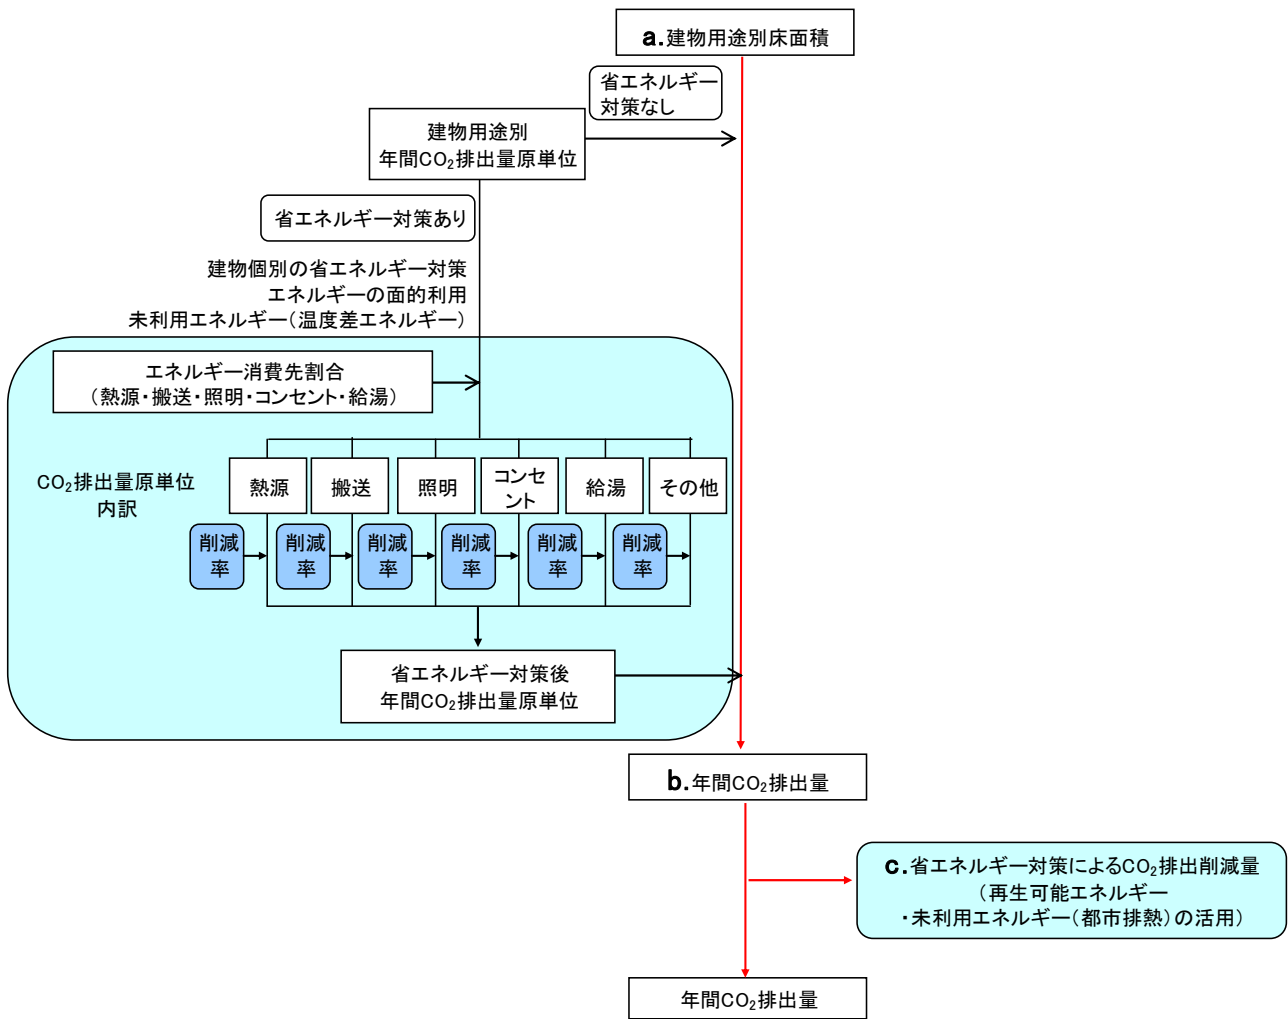 a.建物用途別床面積
省エネルギー
対策なし
建物用途別
年間CO₂排出量原単位
省エネルギー対策あり
建物個別の省エネルギー対策
エネルギーの面的利用
未利用エネルギー(温度差エネルギー)
エネルギー消費先割合
(熱源・搬送・照明・コンセント・給湯)
CO₂排出量原単位
内訳
熱源
搬送
照明
コンセ
ント
給湯
その他
削減
率
削減
率
削減
率
削減
率
削減
率
削減
率
省エネルギー対策後
年間CO₂排出量原単位
b.年間CO₂排出量
c.省エネルギー対策によるCO₂排出削減量
(再生可能エネルギー
・未利用エネルギー(都市排熱)の活用)
年間CO₂排出量